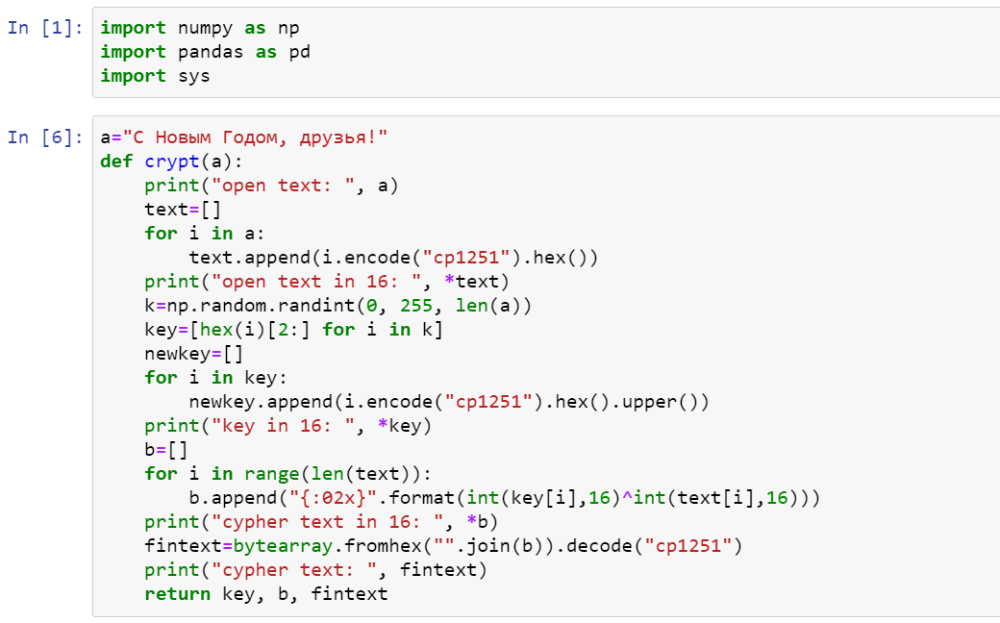 In [1]: import numpy as np
import pandas as pd
import sys
In [6]: a="С Новым Годом, друзья!"
def crypt(a):
    print("open text: ", a)
    text=[]
    for i in a:
        text.append(i.encode("cp1251").hex())
    print("open text in 16: ", *text)
    k=np.random.randint(0, 255, len(a))
    key=[hex(i)[2:] for i in k]
    newkey=[]
    for i in key:
        newkey.append(i.encode("cp1251").hex().upper())
    print("key in 16: ", *key)
    b=[]
    for i in range(len(text)):
        b.append("{:02x}".format(int(key[i],16)^int(text[i],16)))
    print("cypher text in 16: ", *b)
    fintext=bytearray.fromhex("".join(b)).decode("cp1251")
    print("cypher text: ", fintext)
    return key, b, fintext